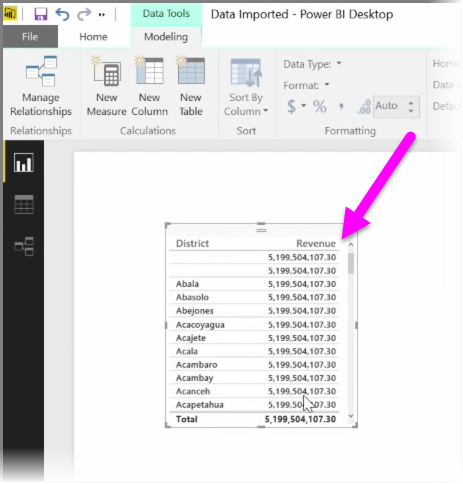 Data Tools
Data Imported - Power BI Desktop
File
Home
Modeling
Manage
Relationships
New
Measure
New
Column
New
Table
Sort By
Column
Data Type:
Format:
$ % , .00 Auto
Home
Data
Defau
Relationships
Calculations
Sort
Formatting
District Revenue
5,199,504,107.30
5,199,504,107.30
Abala 5,199,504,107.30
Abasolo 5,199,504,107.30
Abejones 5,199,504,107.30
Acacoyagua 5,199,504,107.30
Acajete 5,199,504,107.30
Acala 5,199,504,107.30
Acambaro 5,199,504,107.30
Acambay 5,199,504,107.30
Acanceh 5,199,504,107.30
Acapetahua 5,199,504,107.30
Total 5,199,504,107.30